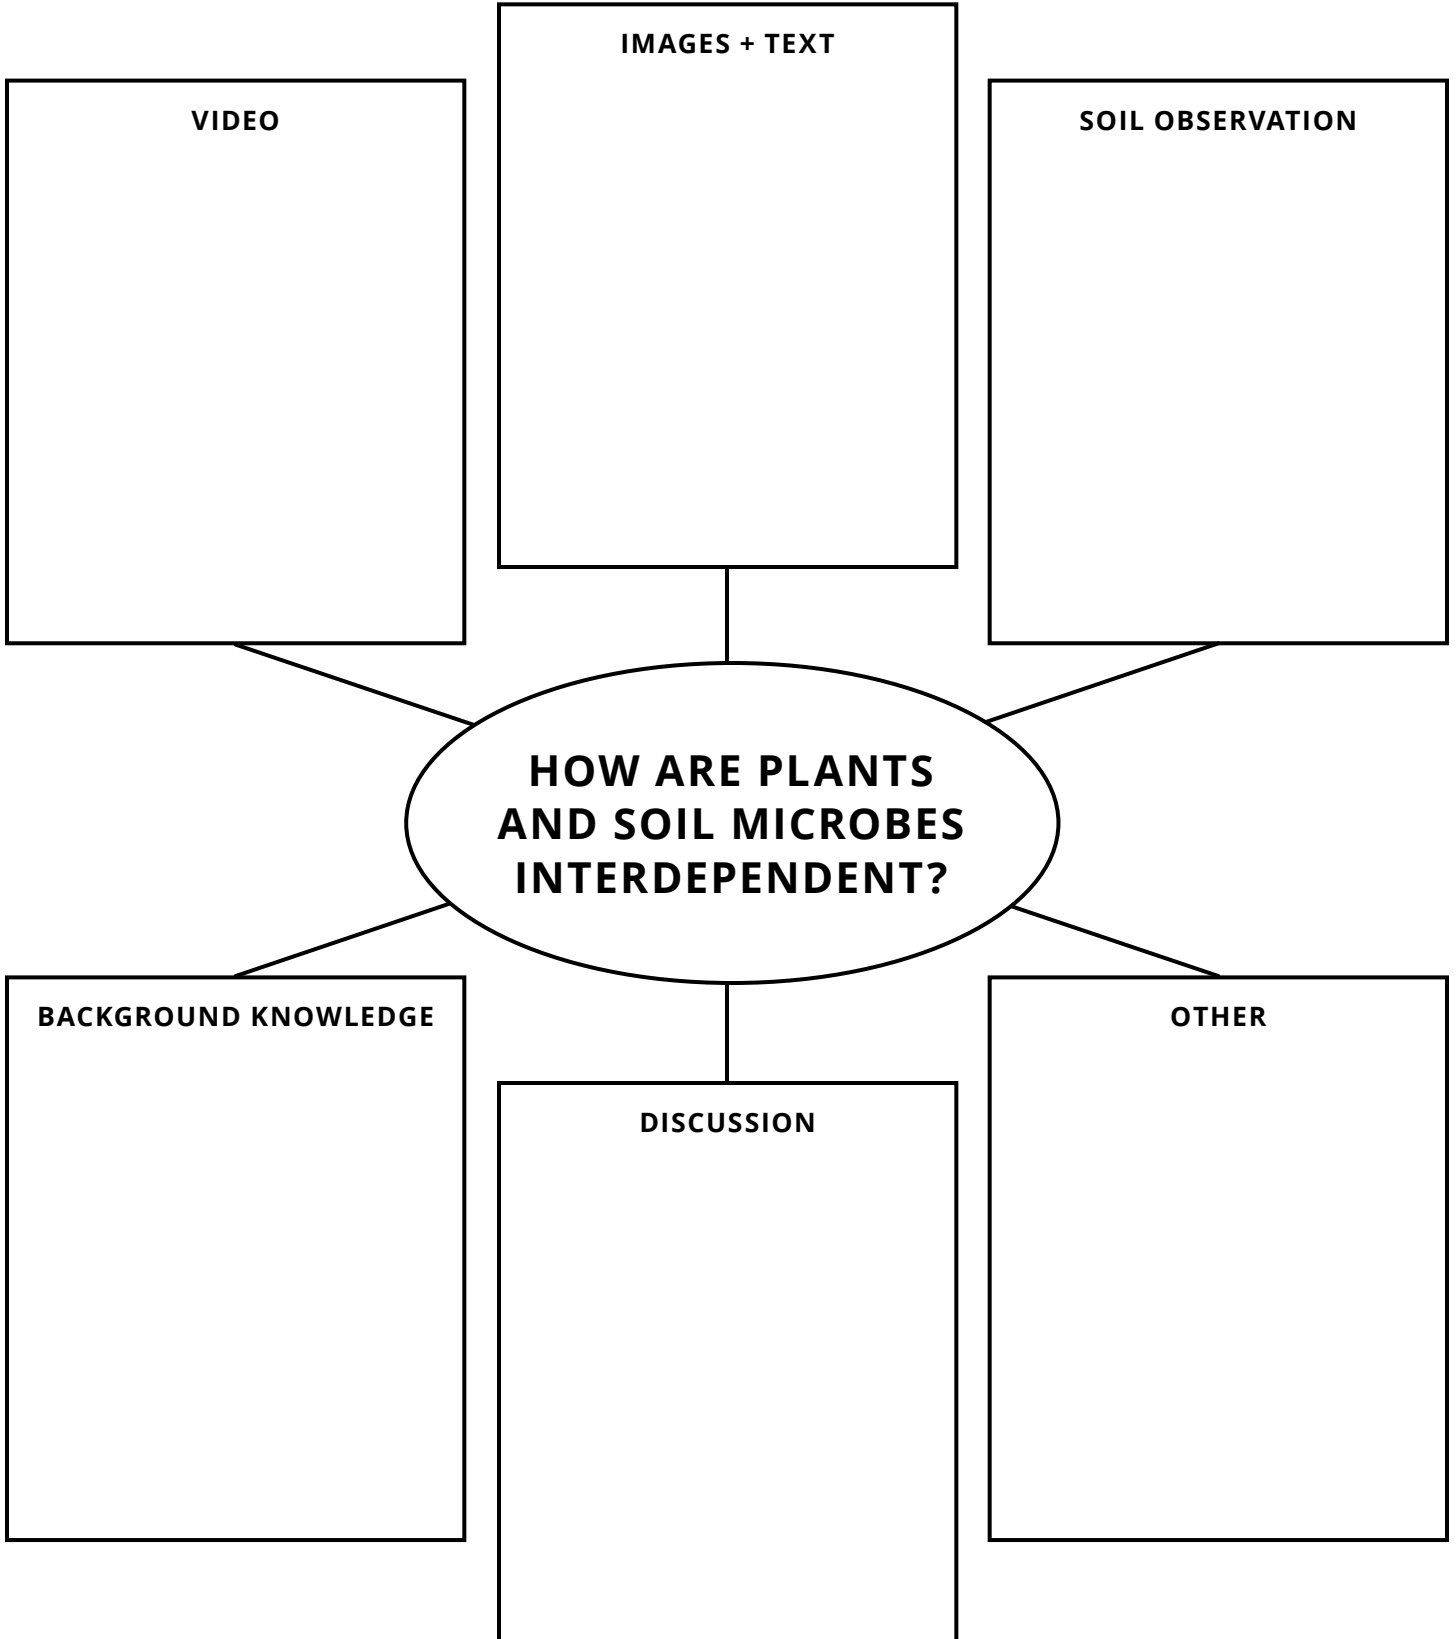 IMAGES + TEXT
VIDEO
SOIL OBSERVATION
HOW ARE PLANTS
AND SOIL MICROBES
INTERDEPENDENT?
BACKGROUND KNOWLEDGE
OTHER
DISCUSSION